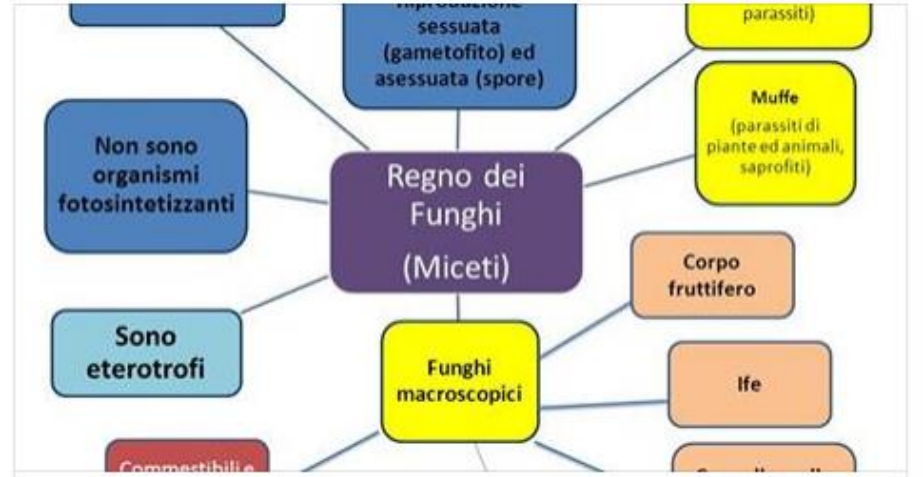 parassiti)
Riproduzione
sessuata
(gametofito) ed
asessuata (spore)
Muffe
(parassiti di
piante ed animali,
saprofiti)
Non sono
organismi
fotosintetizzanti
Regno dei
Funghi
(Miceti)
Corpo
fruttifero
Sono
eterotrofi
Funghi
macroscopici
Ife
Commestibili e